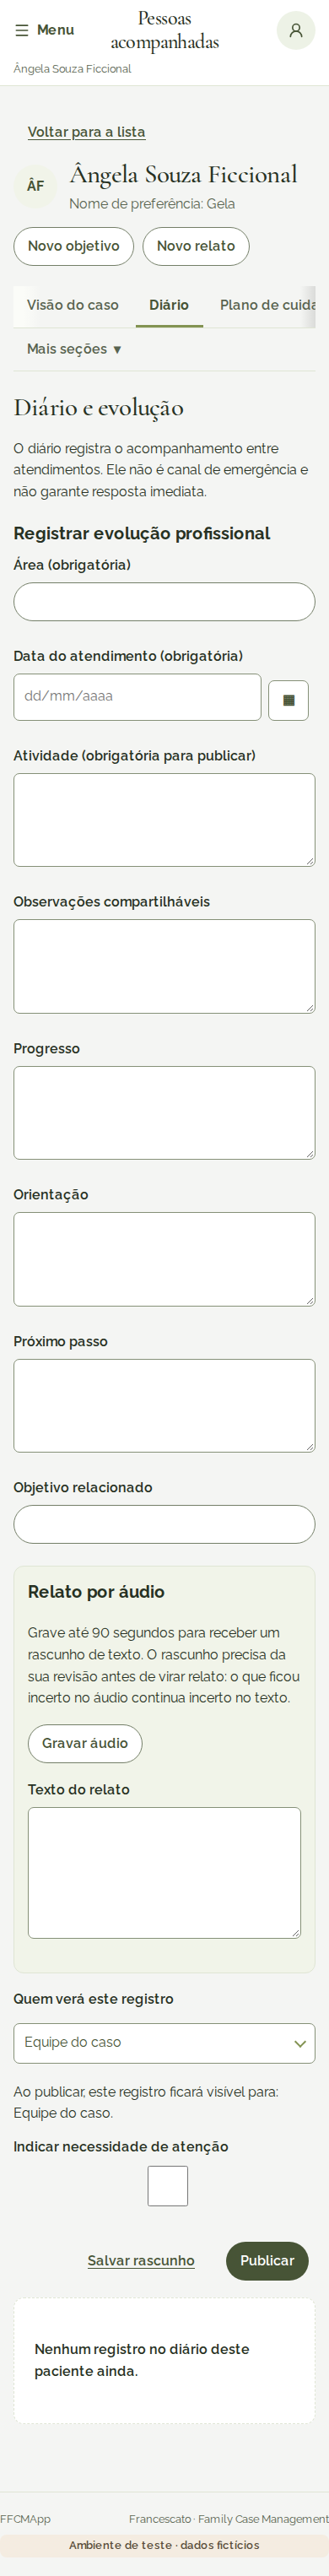 Menu
Pessoas
acompanhadas
Ângela Souza Ficcional
Voltar para a lista
ÂF
Ângela Souza Ficcional
Nome de preferência: Gela
Novo objetivo
Novo relato
Visão do caso
Diário
Plano de cuida
Mais seções ▾
Diário e evolução
O diário registra o acompanhamento entre
atendimentos. Ele não é canal de emergência e
não garante resposta imediata.
Registrar evolução profissional
Área (obrigatória)
Data do atendimento (obrigatória)
dd/mm/aaaa
Atividade (obrigatória para publicar)
Observações compartilháveis
Progresso
Orientação
Próximo passo
Objetivo relacionado
Relato por áudio
Grave até 90 segundos para receber um
rascunho de texto. O rascunho precisa da
sua revisão antes de virar relato: o que ficou
incerto no áudio continua incerto no texto.
Gravar áudio
Texto do relato
Quem verá este registro
Equipe do caso
Ao publicar, este registro ficará visível para:
Equipe do caso.
Indicar necessidade de atenção
Salvar rascunho
Publicar
Nenhum registro no diário deste
paciente ainda.
FFCMApp
Francescato · Family Case Management
Ambiente de teste · dados fictícios